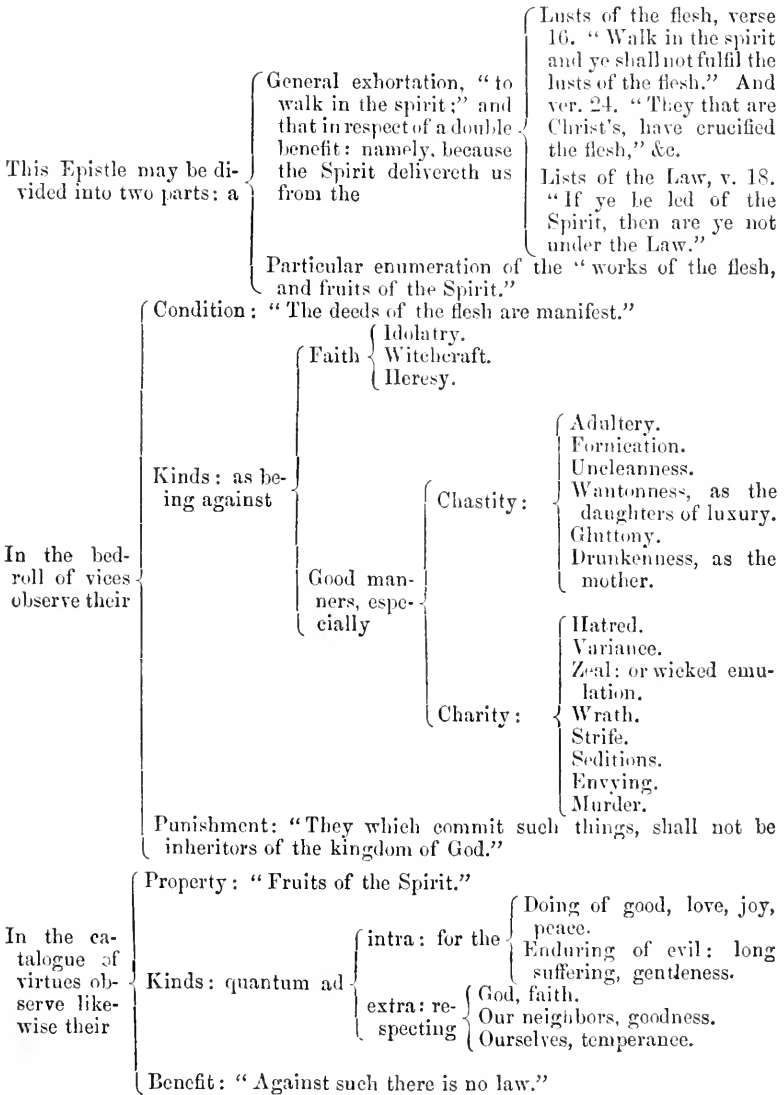 Lusts of the flesh, verse
16. “ Walk in the spirit
and ye shall not fulfil the
lusts of the flesh.” And
ver. 24. “ They that are
Christ's, have crucified
the flesh,” &c.
Lists of the Law, v. 18.
“ If ye be led of the
Spirit, then are ye not
under the Law.”
General exhortation, “ to
walk in the spirit ;” and
that in respect of a double
benefit : namely, because
the Spirit delivereth us
from the
This Epistle may be di-
vided into two parts : a
Particular enumeration of the “ works of the flesh,
and fruits of the Spirit.”
Condition : “ The deeds of the flesh are manifest.”
Faith
Idolatry.
Witchcraft.
Heresy.
Kinds : as be-
ing against
Chastity :
Adultery.
Fornication.
Uncleanness.
Wantonness, as the
daughters of luxury.
Gluttony.
Drunkenness, as the
mother.
In the bed-
roll of vices
observe their
Good man-
ners, espe-
cially
Charity :
Hatred.
Variance.
Zeal : or wicked emu-
lation.
Wrath.
Strife.
Seditions.
Envying.
Murder.
Punishment : “ They which commit such things, shall not be
inheritors of the kingdom of God.”
Property : “ Fruits of the Spirit.”
In the ca-
talogue of
virtues ob-
serve like-
wise their
Kinds : quantum ad
intra : for the
Doing of good, love, joy,
peace.
Enduring of evil : long
suffering, gentleness.
extra : re-
specting
God, faith.
Our neighbors, goodness.
Ourselves, temperance.
Benefit : “ Against such there is no law.”